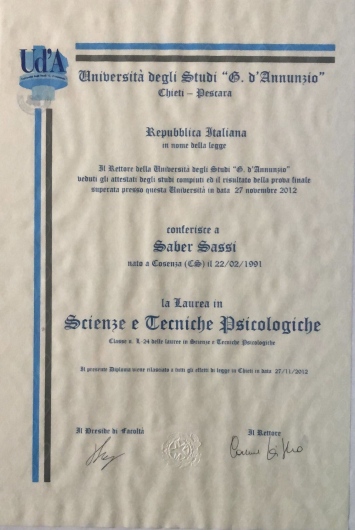 Ud'A
Università degli Studi "G. d'Annunzio"
Chieti – Pescara
Repubblica Italiana
in nome della legge
Il Rettore della Università degli Studi "G. d'Annunzio"
veduti gli attestati degli studi compiuti ed il risultato della prova finale
superata presso questa Università in data 27 novembre 2012
conferisce a
Saber Sassi
nato a Cosenza (CS) il 22/02/1991
la Laurea in
Scienze e Tecniche Psicologiche
Classe n. L-24 delle lauree in Scienze e Tecniche Psicologiche
Il presente Diploma viene rilasciato a tutti gli effetti di legge in Chieti in data 27/11/2012
Il Preside di Facoltà
Il Rettore